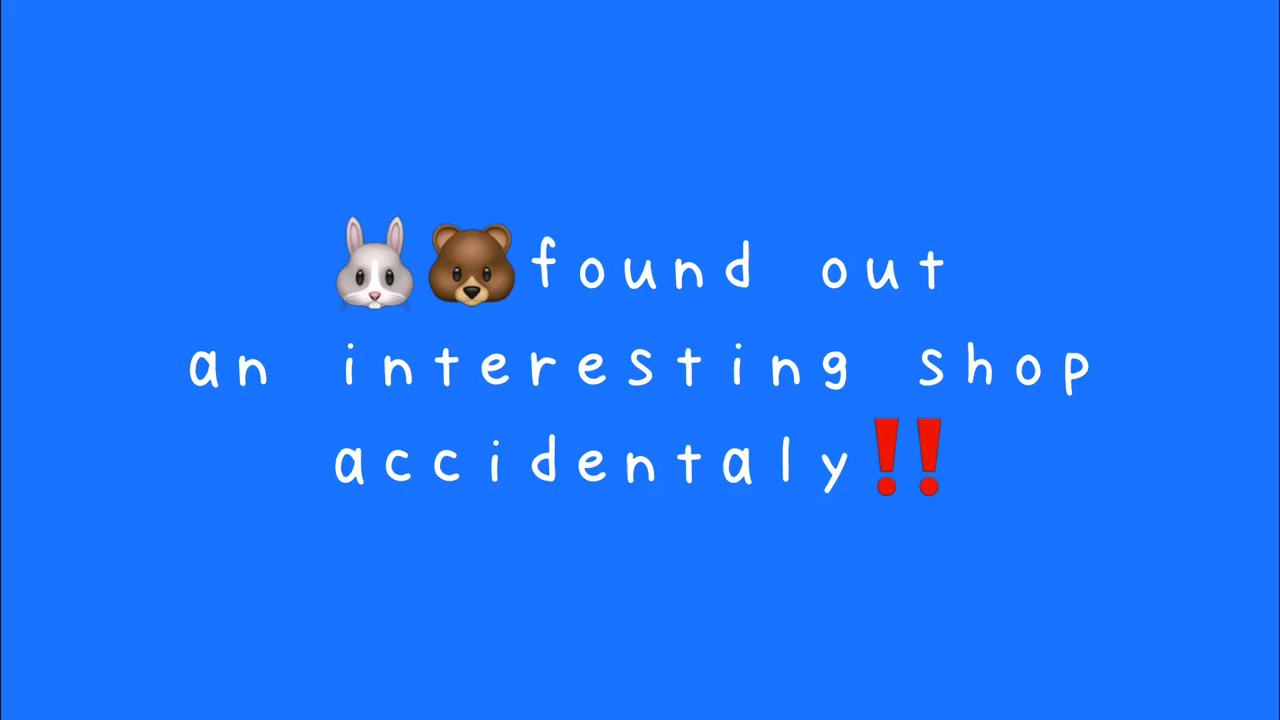 🐰🐻found out
an interesting shop
accidentaly‼️